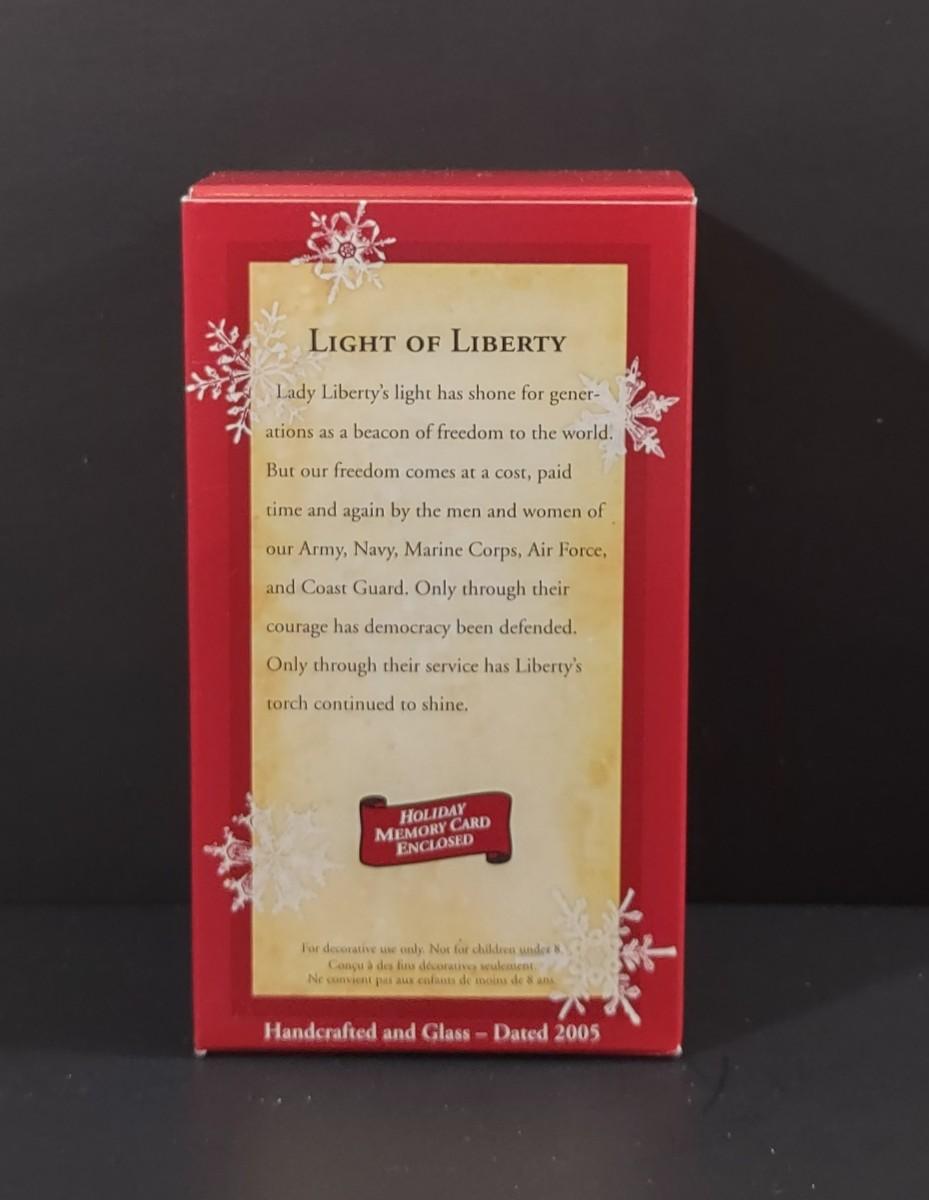 LIGHT OF LIBERTY
Lady Liberty's light has shone for gener-
ations as a beacon of freedom to the world.
But our freedom comes at a cost, paid
time and again by the men and women of
our Army, Navy, Marine Corps, Air Force,
and Coast Guard. Only through their
courage has democracy been defended.
Only through their service has Liberty's
torch continued to shine.
HOLIDAY
MEMORY CARD
ENCLOSED
For decorative use only. Not for children under 8.
Conçu à des fins décoratives seulement.
Ne convient pas aux enfants de moins de 8 ans.
Handcrafted and Glass – Dated 2005